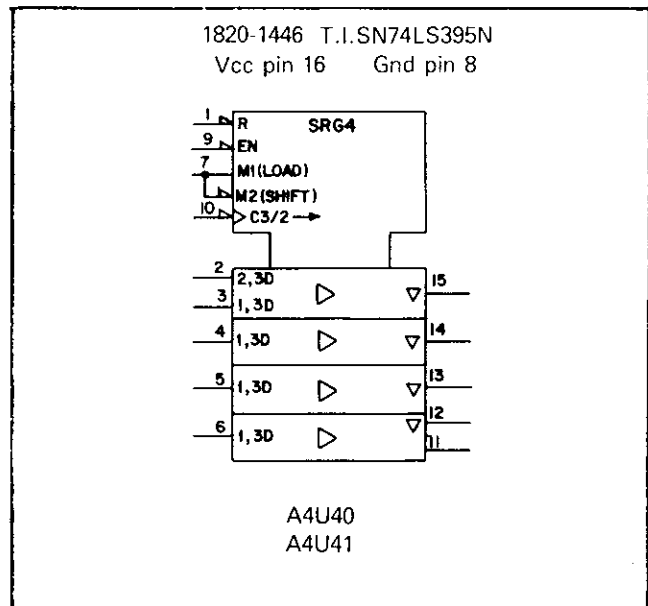 1820-1446 T.I.SN74LS395N
Vcc pin 16 Gnd pin 8
1 R SRG4
9 EN
7 M1(LOAD)
M2(SHIFT)
10 C3/2
2 2,3D 15
3 1,3D
4 1,3D 14
5 1,3D 13
12
6 1,3D 11
A4U40
A4U41